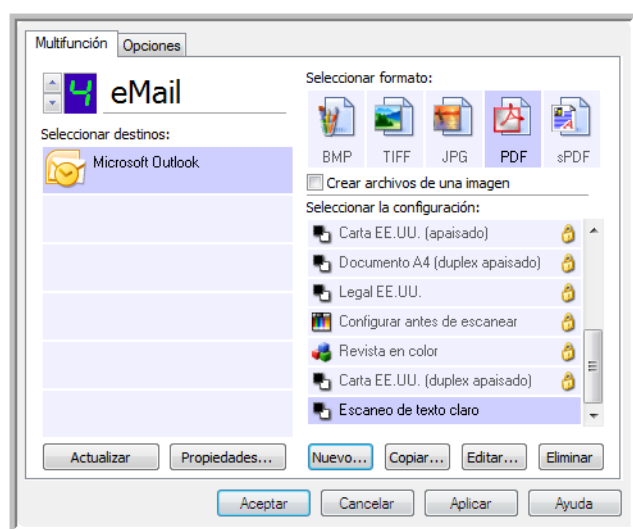 Multifunción
Opciones
4
eMail
Seleccionar destinos:
Microsoft Outlook
Actualizar
Propiedades...
Seleccionar formato:
BMP
TIFF
JPG
PDF
sPDF
Crear archivos de una imagen
Seleccionar la configuración:
Carta EE.UU. (apaisado)
Documento A4 (duplex apaisado)
Legal EE.UU.
Configurar antes de escanear
Revista en color
Carta EE.UU. (duplex apaisado)
Escaneo de texto claro
Nuevo...
Copiar...
Editar...
Eliminar
Aceptar
Cancelar
Aplicar
Ayuda